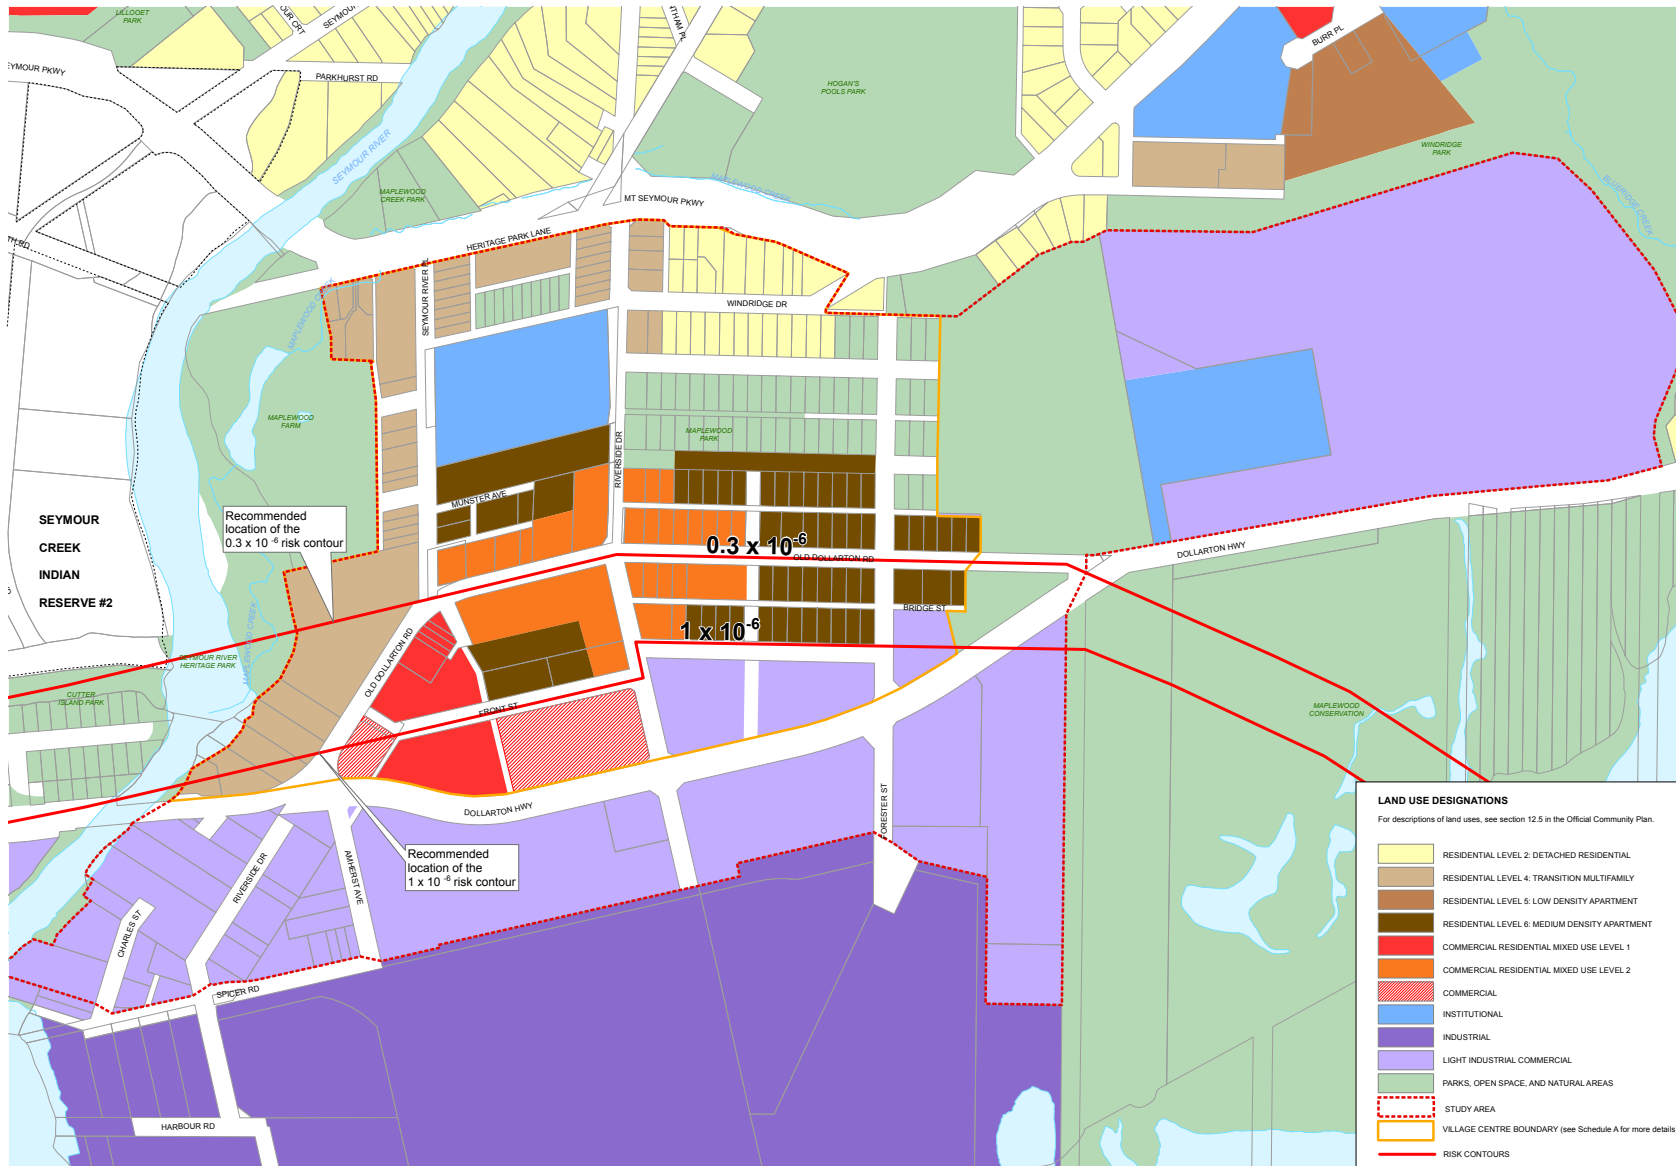 LILLOOET
PARK
SEYMOUR
BURR PL
EYMOUR PKWY
PARKHURST RD
HOGAN'S
POOLS PARK
SEYMOUR RIVER
WINDRIDGE
PARK
MAPLEWOOD
CREEK PARK
MAPLEWOOD CREEK
MT SEYMOUR PKWY
BLUERIDGE CREEK
HERITAGE PARK LANE
SEYMOUR RIVER PL
MAPLEWOOD CREEK
WINDRIDGE DR
MAPLEWOOD
FARM
MAPLEWOOD
PARK
RIVERSIDE DR
MUNSTER AVE
SEYMOUR
CREEK
INDIAN
RESERVE #2
Recommended
location of the
0.3 x 10 -6 risk contour
0.3 x 10-6
OLD DOLLARTON RD
DOLLARTON HWY
BRIDGE ST
1 x 10-6
MAPLEWOOD CREEK
OLD DOLLARTON RD
SEYMOUR RIVER
HERITAGE PARK
CUTTER
ISLAND PARK
FRONT ST
MAPLEWOOD
CONSERVATION
DOLLARTON HWY
FORESTER ST
Recommended
location of the
1 x 10 -6 risk contour
RIVERSIDE DR
AMHERST AVE
CHARLES ST
SPICER RD
HARBOUR RD
LAND USE DESIGNATIONS
For descriptions of land uses, see section 12.5 in the Official Community Plan.
RESIDENTIAL LEVEL 2: DETACHED RESIDENTIAL
RESIDENTIAL LEVEL 4: TRANSITION MULTIFAMILY
RESIDENTIAL LEVEL 5: LOW DENSITY APARTMENT
RESIDENTIAL LEVEL 6: MEDIUM DENSITY APARTMENT
COMMERCIAL RESIDENTIAL MIXED USE LEVEL 1
COMMERCIAL RESIDENTIAL MIXED USE LEVEL 2
COMMERCIAL
INSTITUTIONAL
INDUSTRIAL
LIGHT INDUSTRIAL COMMERCIAL
PARKS, OPEN SPACE, AND NATURAL AREAS
STUDY AREA
VILLAGE CENTRE BOUNDARY (see Schedule A for more details
RISK CONTOURS